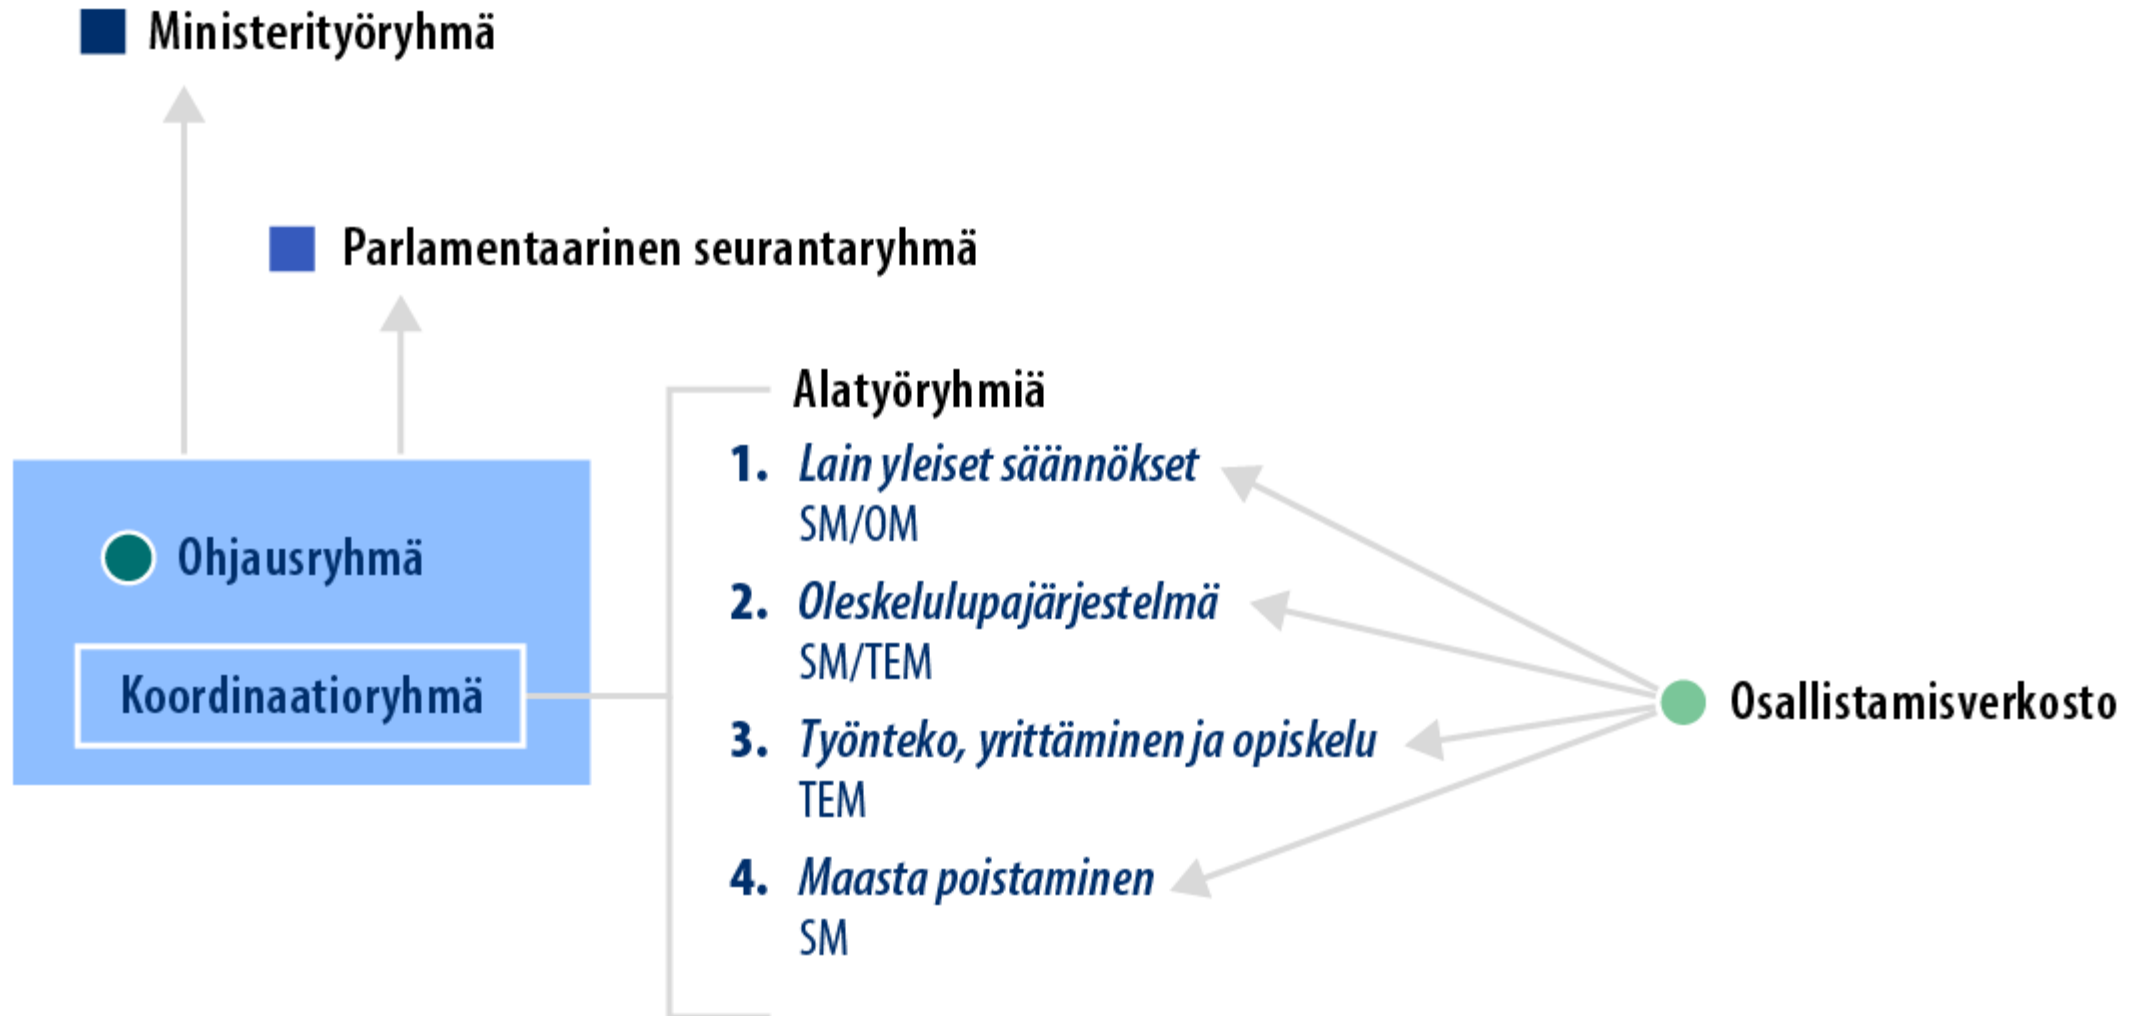 Ministerityöryhmä
Parlamentaarinen seurantaryhmä
Ohjausryhmä
Koordinaatioryhmä
Alatyöryhmiä
1. Lain yleiset säännökset
SM/OM
2. Oleskelulupajärjestelmä
SM/TEM
3. Työnteko, yrittäminen ja opiskelu
TEM
4. Maasta poistaminen
SM
Osallistamisverkosto